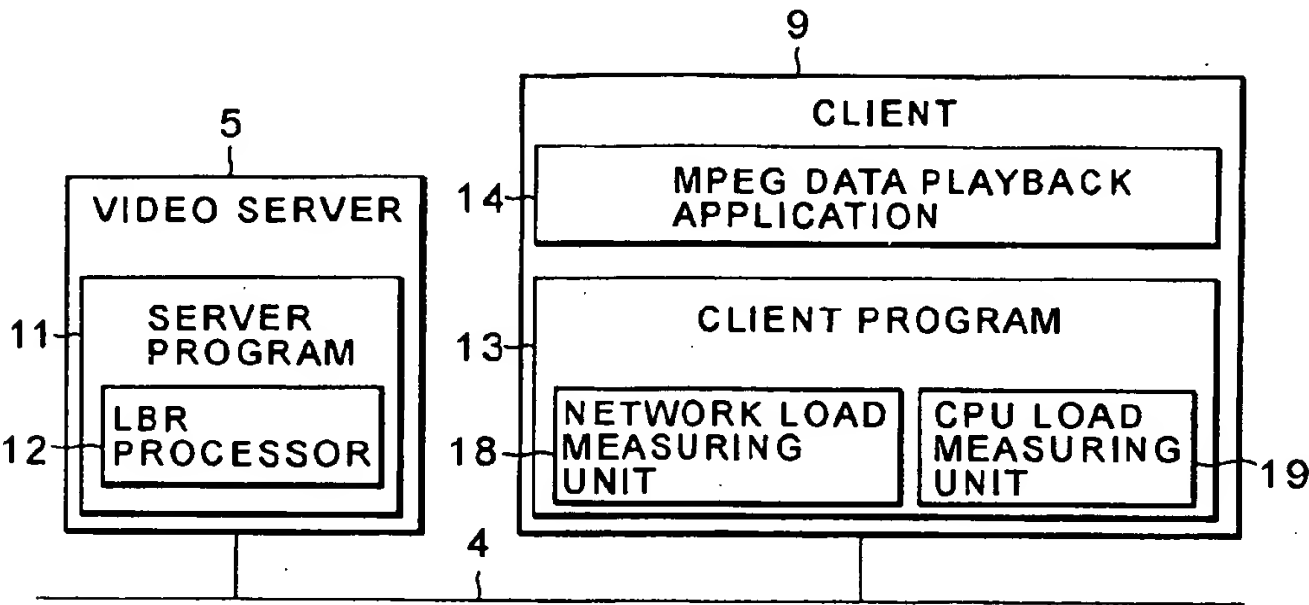 9
CLIENT
5
VIDEO SERVER
14
MPEG DATA PLAYBACK
APPLICATION
11
SERVER
PROGRAM
13
CLIENT PROGRAM
12
LBR
PROCESSOR
18
NETWORK LOAD
MEASURING
UNIT
CPU LOAD
MEASURING
UNIT
19
4